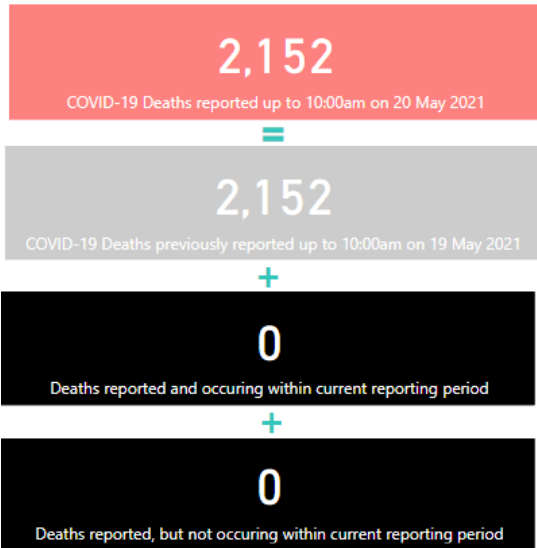 2,152
COVID-19 Deaths reported up to 10:00am on 20 May 2021
=
2,152
COVID-19 Deaths previously reported up to 10:00am on 19 May 2021
+
0
Deaths reported and occuring within current reporting period
+
0
Deaths reported, but not occuring within current reporting period